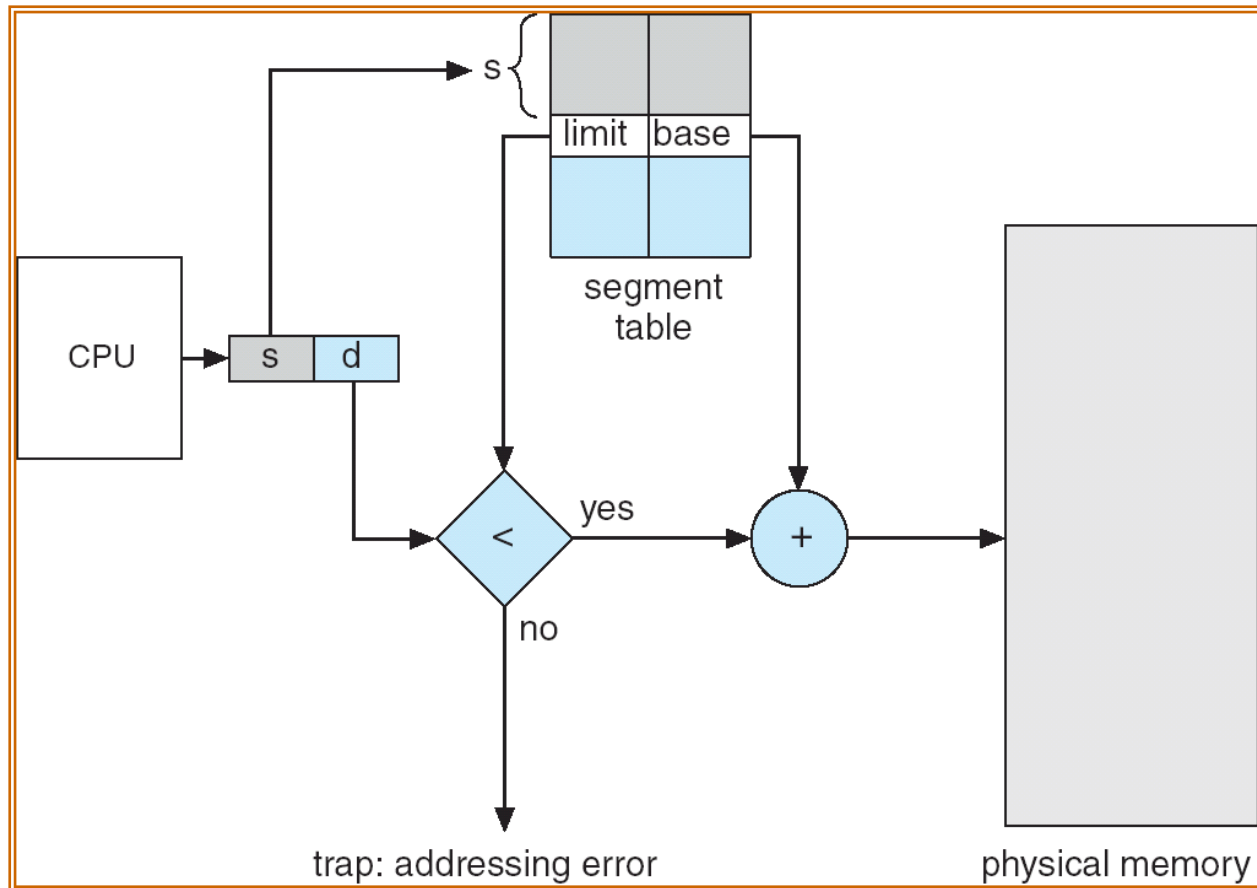 s
limit base
segment
table
CPU
s d
<
yes
+
no
trap: addressing error
physical memory